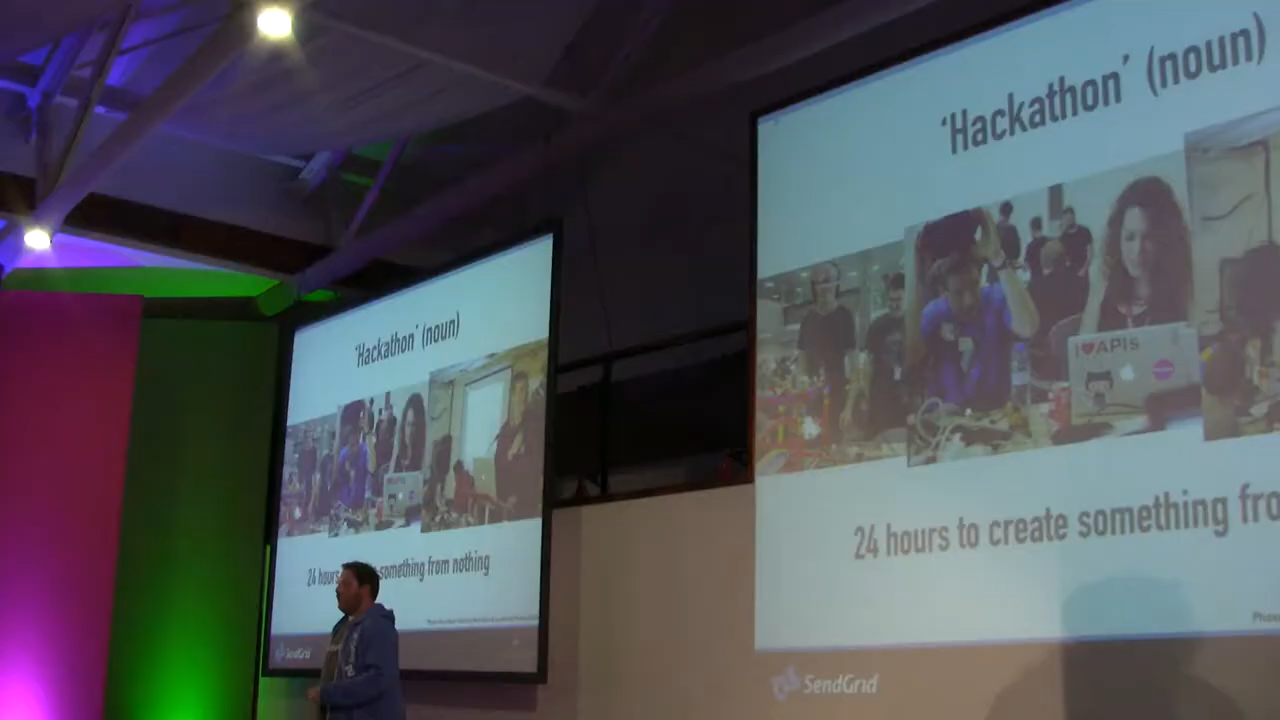 'Hackathon' (noun)
24 hours something from nothing
SendGrid
'Hackathon' (noun)
I ♥ APIs
24 hours to create something fro
SendGrid